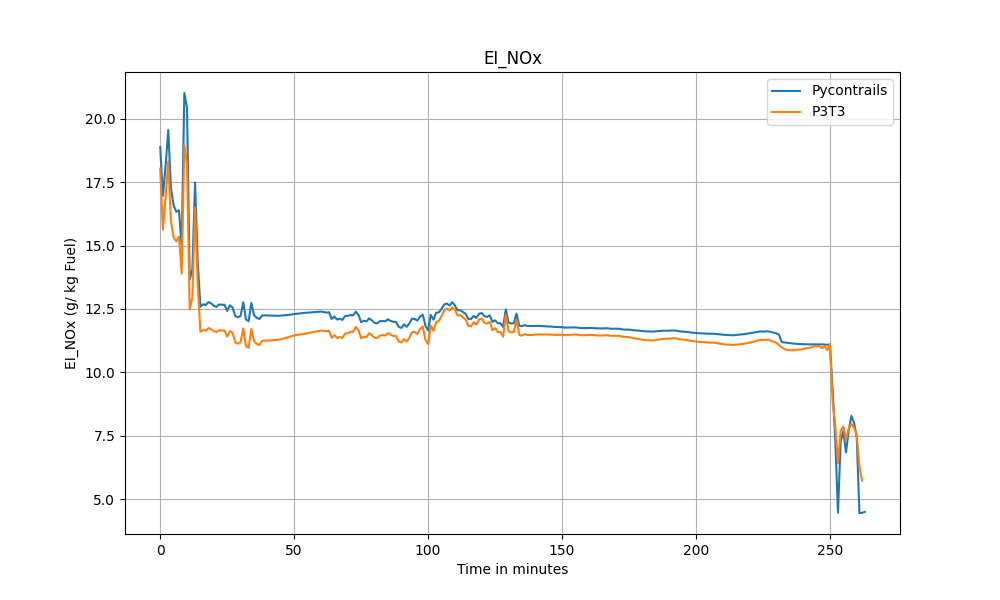 EI_NOx
Pycontrails
P3T3
EI_NOx (g/ kg Fuel)
20.0
17.5
15.0
12.5
10.0
7.5
5.0
0
50
100
150
200
250
Time in minutes